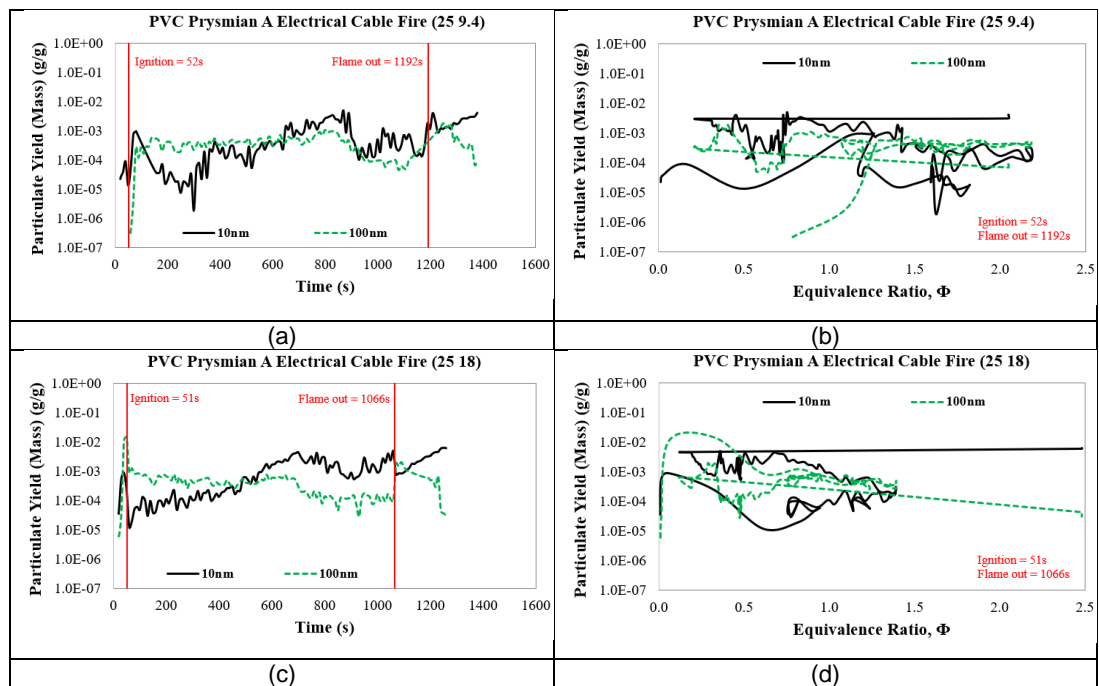 PVC Prysmian A Electrical Cable Fire (25 9.4)
Particulate Yield (Mass) (g/g)
1.0E+00
1.0E-01
1.0E-02
1.0E-03
1.0E-04
1.0E-05
1.0E-06
1.0E-07
Ignition = 52s
Flame out = 1192s
10nm
100nm
0 200 400 600 800 1000 1200 1400 1600
Time (s)
(a)
PVC Prysmian A Electrical Cable Fire (25 9.4)
Particulate Yield (Mass) (g/g)
1.0E+00
1.0E-01
1.0E-02
1.0E-03
1.0E-04
1.0E-05
1.0E-06
1.0E-07
10nm
100nm
Ignition = 52s
Flame out = 1192s
0.0 0.5 1.0 1.5 2.0 2.5
Equivalence Ratio, Φ
(b)
PVC Prysmian A Electrical Cable Fire (25 18)
Particulate Yield (Mass) (g/g)
1.0E+00
1.0E-01
1.0E-02
1.0E-03
1.0E-04
1.0E-05
1.0E-06
1.0E-07
Ignition = 51s
Flame out = 1066s
10nm
100nm
0 200 400 600 800 1000 1200 1400 1600
Time (s)
(c)
PVC Prysmian A Electrical Cable Fire (25 18)
Particulate Yield (Mass) (g/g)
1.0E+00
1.0E-01
1.0E-02
1.0E-03
1.0E-04
1.0E-05
1.0E-06
1.0E-07
10nm
100nm
Ignition = 51s
Flame out = 1066s
0.0 0.5 1.0 1.5 2.0 2.5
Equivalence Ratio, Φ
(d)